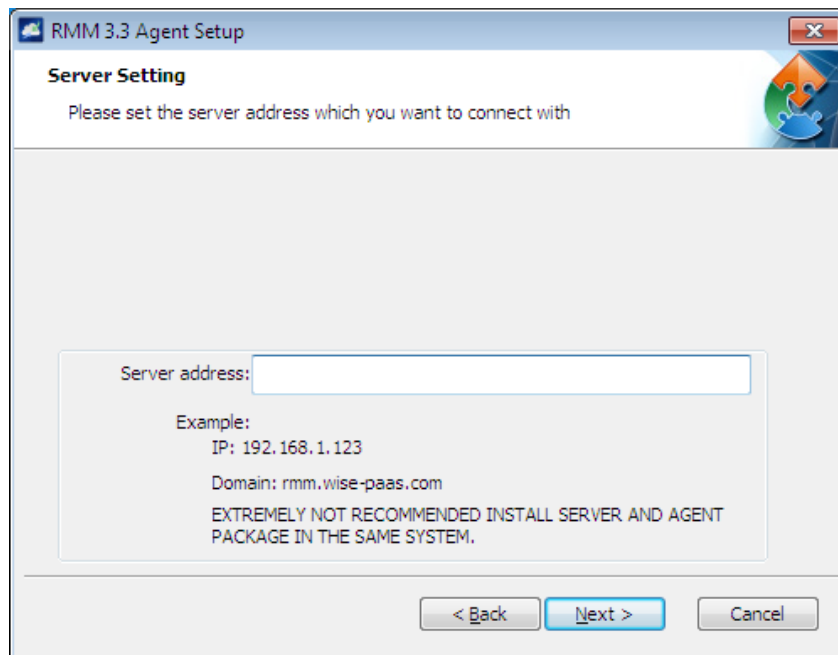 RMM 3.3 Agent Setup
Server Setting
Please set the server address which you want to connect with
Server address:
Example:
IP: 192.168.1.123
Domain: rmm.wise-paas.com
EXTREMELY NOT RECOMMENDED INSTALL SERVER AND AGENT
PACKAGE IN THE SAME SYSTEM.
< Back Next > Cancel